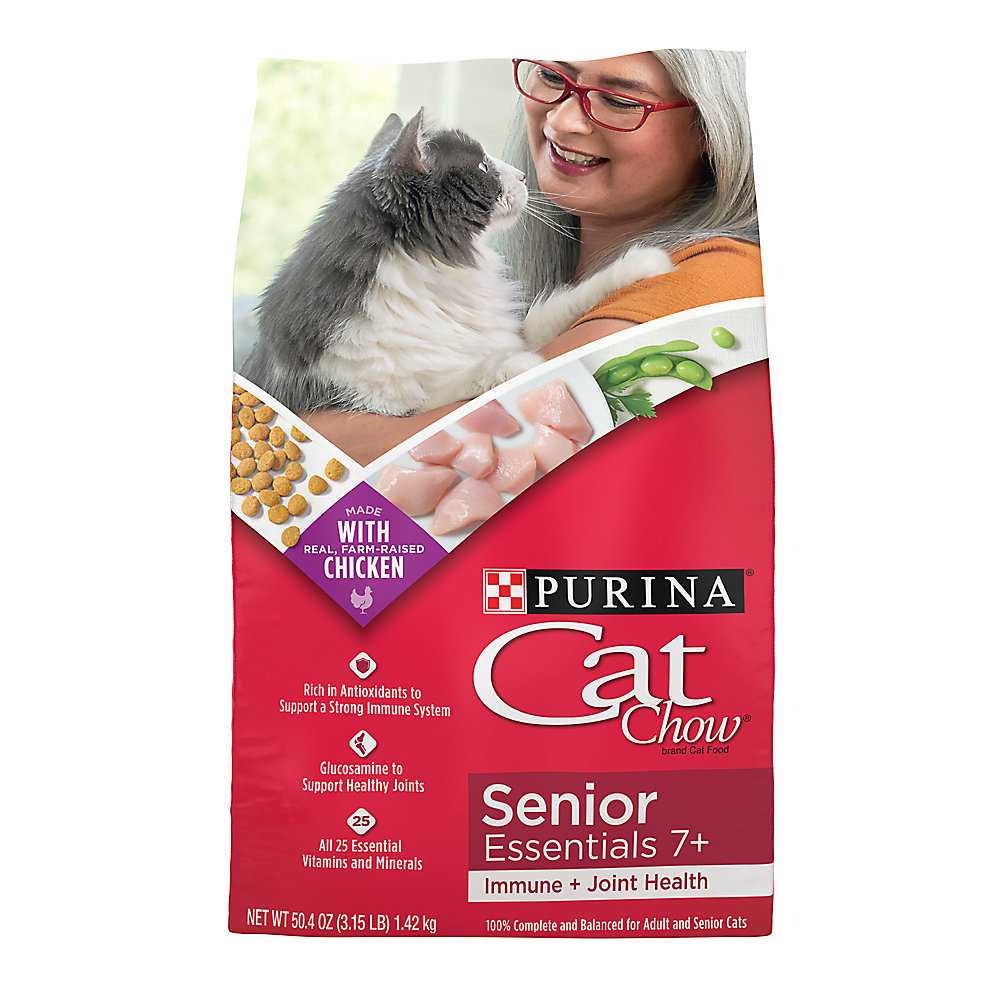 MADE
WITH
REAL, FARM-RAISED
CHICKEN
PURINA®
Cat
Chow®
brand Cat Food
Rich in Antioxidants to
Support a Strong Immune System
Glucosamine to
Support Healthy Joints
25
All 25 Essential
Vitamins and Minerals
Senior
Essentials 7+
Immune + Joint Health
NET WT 50.4 OZ (3.15 LB) 1.42 kg
100% Complete and Balanced for Adult and Senior Cats